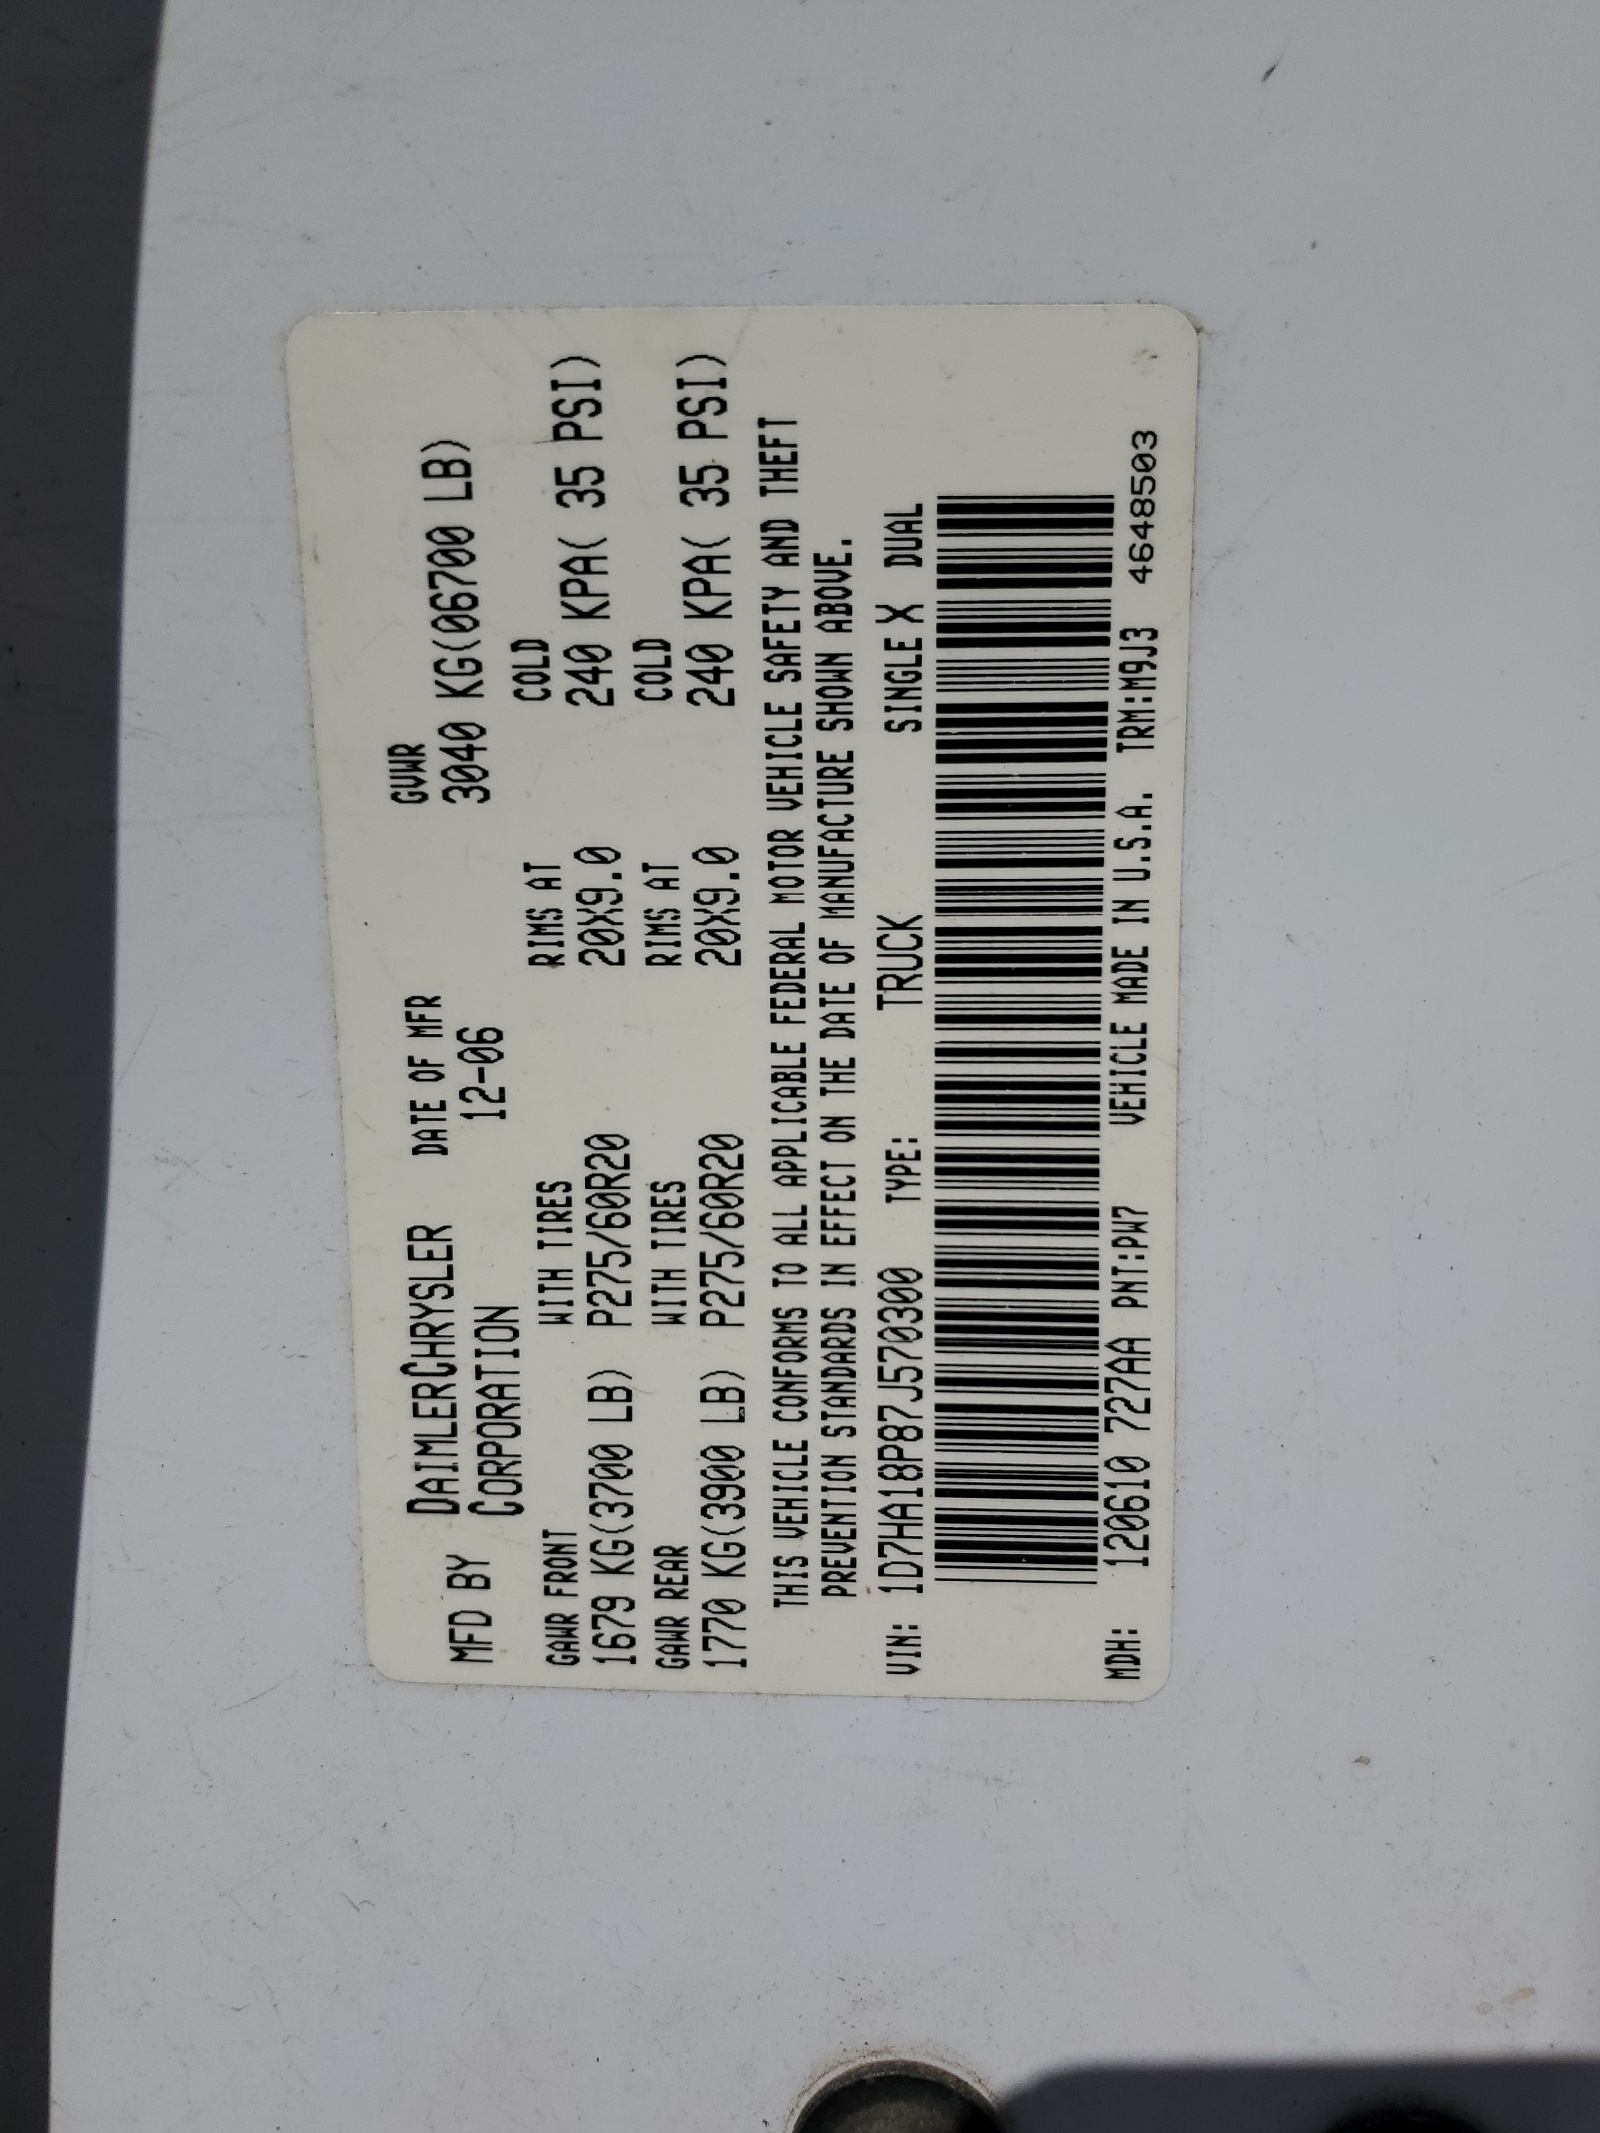 MFD BY DAIMLERCHRYSLER CORPORATION DATE OF MFR 12-06 GVWR 3040 KG(06700 LB)
GAWR FRONT WITH TIRES RIMS AT COLD
1679 KG(3700 LB) P275/60R20 20X9.0 240 KPA( 35 PSI)
GAWR REAR WITH TIRES RIMS AT COLD
1770 KG(3900 LB) P275/60R20 20X9.0 240 KPA( 35 PSI)
THIS VEHICLE CONFORMS TO ALL APPLICABLE FEDERAL MOTOR VEHICLE SAFETY AND THEFT
PREVENTION STANDARDS IN EFFECT ON THE DATE OF MANUFACTURE SHOWN ABOVE.
VIN: 1D7HA18P87J570300 TYPE: TRUCK SINGLE X DUAL
MDH: 120610 727AA PNT:PW7 VEHICLE MADE IN U.S.A. TRM:M9J3 4648503